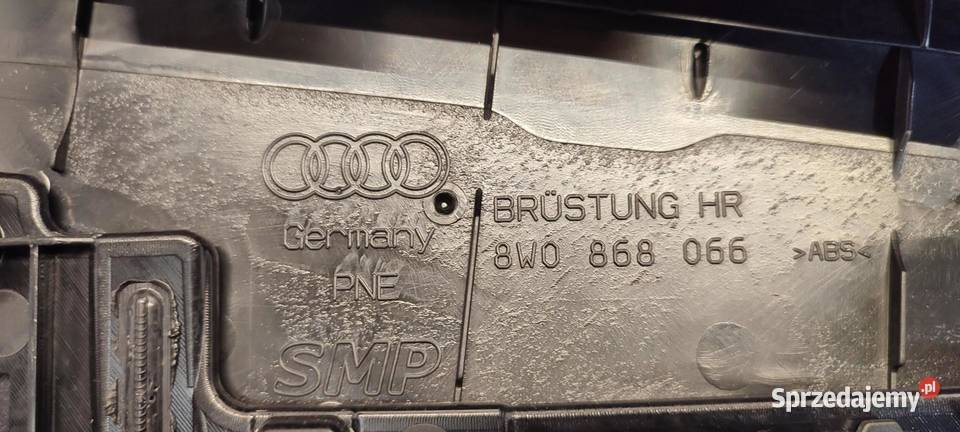 Germany
PNE
SMP
BRÜSTUNG HR
8W0 868 066 >ABS<
Sprzedajemy.pl